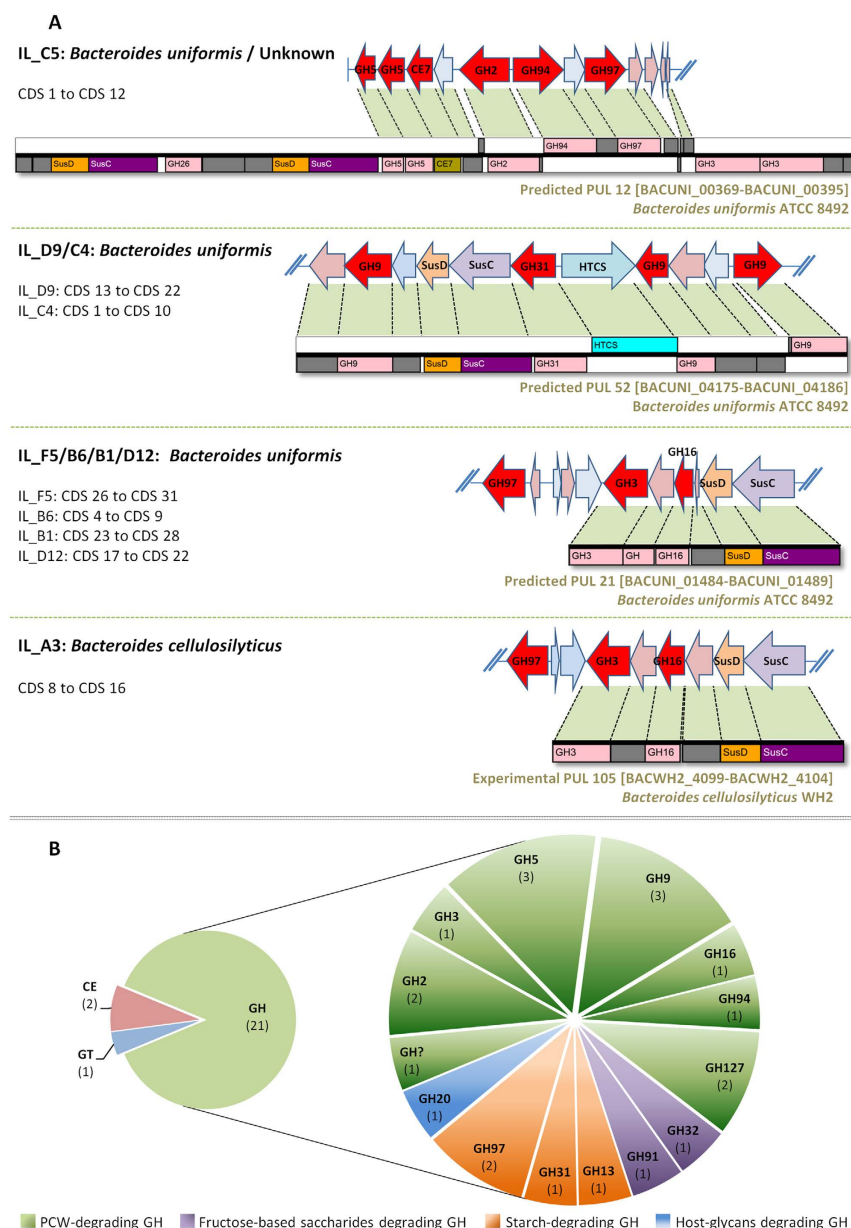 A
IL_C5: Bacteroides uniformis / Unknown
CDS 1 to CDS 12
GH5 GH5 CE7 GH2 GH94 GH97
GH94 GH97
SusD SusC GH26 SusD SusC GH5 GH5 CE7 GH2 GH3 GH3
Predicted PUL 12 [BACUNI_00369-BACUNI_00395]
Bacteroides uniformis ATCC 8492
IL_D9/C4: Bacteroides uniformis
IL_D9: CDS 13 to CDS 22
IL_C4: CDS 1 to CDS 10
GH9 SusD SusC GH31 HTCS GH9 GH9
HTCS GH9
GH9 SusD SusC GH31 GH9
Predicted PUL 52 [BACUNI_04175-BACUNI_04186]
Bacteroides uniformis ATCC 8492
IL_F5/B6/B1/D12: Bacteroides uniformis
IL_F5: CDS 26 to CDS 31
IL_B6: CDS 4 to CDS 9
IL_B1: CDS 23 to CDS 28
IL_D12: CDS 17 to CDS 22
GH16
GH97 GH3 SusD SusC
GH3 GH GH16 SusD SusC
Predicted PUL 21 [BACUNI_01484-BACUNI_01489]
Bacteroides uniformis ATCC 8492
IL_A3: Bacteroides cellulosilyticus
CDS 8 to CDS 16
GH97 GH3 GH16 SusD SusC
GH3 GH16 SusD SusC
Experimental PUL 105 [BACWH2_4099-BACWH2_4104]
Bacteroides cellulosilyticus WH2
B
CE
(2)
GT
(1)
GH
(21)
GH5
(3)
GH9
(3)
GH3
(1)
GH16
(1)
GH2
(2)
GH94
(1)
GH?
(1)
GH127
(2)
GH20
(1)
GH32
(1)
GH97
(2)
GH31
(1)
GH13
(1)
GH91
(1)
PCW-degrading GH Fructose-based saccharides degrading GH Starch-degrading GH Host-glycans degrading GH